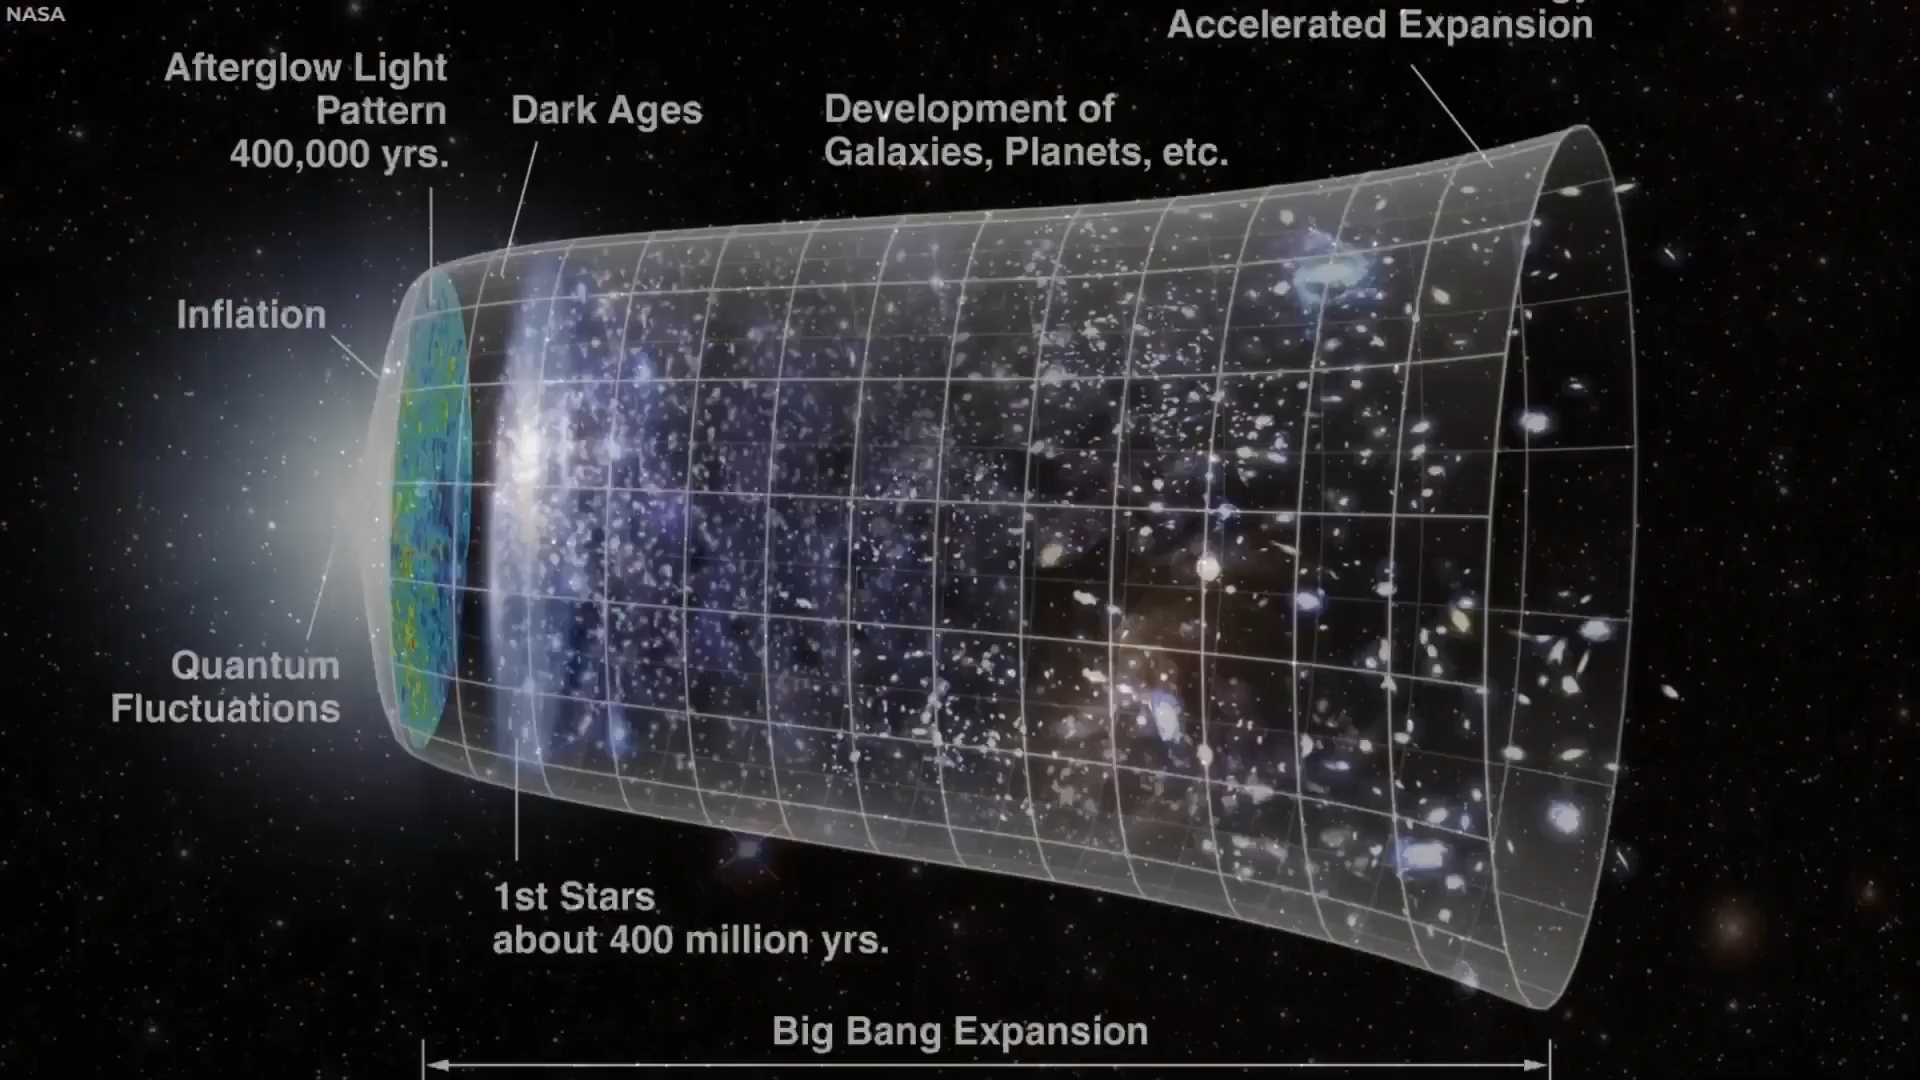 NASA
Accelerated Expansion
Afterglow Light
Pattern
400,000 yrs.
Dark Ages
Development of
Galaxies, Planets, etc.
Inflation
Quantum
Fluctuations
1st Stars
about 400 million yrs.
Big Bang Expansion